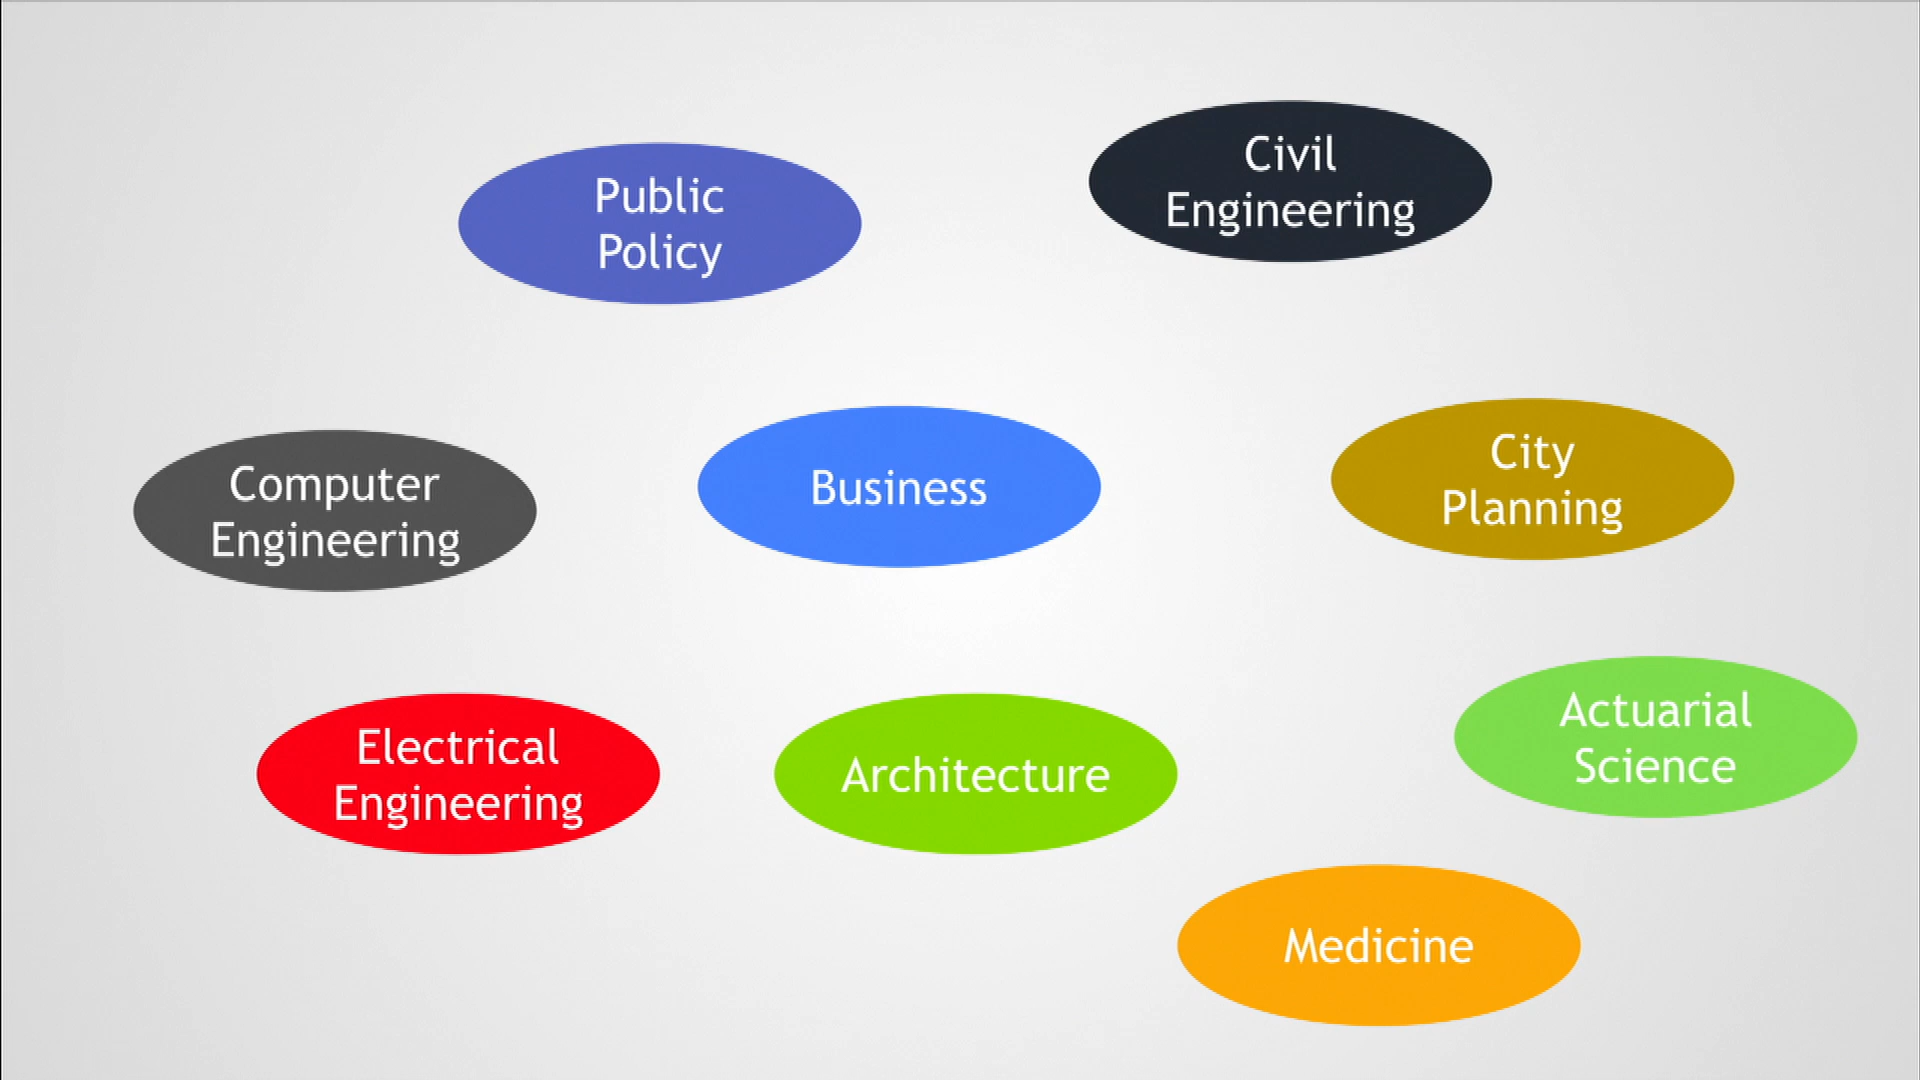 Public
Policy
Civil
Engineering
Computer
Engineering
Business
City
Planning
Electrical
Engineering
Architecture
Actuarial
Science
Medicine